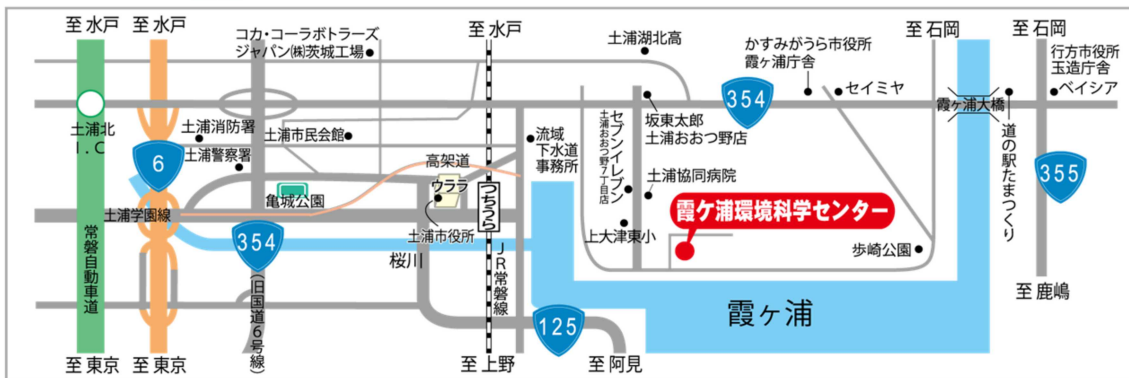 至 水戸
至 水戸
コカ・コーラボトラーズ
ジャパン㈱茨城工場
至 水戸
土浦湖北高
かすみがうら市役所
霞ヶ浦庁舎
至 石岡
至 石岡
行方市役所
玉造庁舎
セイミヤ
354
霞ヶ浦大橋
ベイシア
土浦北
I.C
土浦消防署
土浦市民会館
流域
下水道
事務所
坂東太郎
土浦おおつ野店
道の駅たまつくり
6
土浦警察署
高架道
セブンイレブン
土浦おおつ野7丁目店
355
亀城公園
ウララ
つちうら
土浦協同病院
霞ケ浦環境科学センター
土浦学園線
354
土浦市役所
上大津東小
歩崎公園
常磐自動車道
(旧国道6号線)
桜川
JR常磐線
至 鹿嶋
125
霞ヶ浦
至 東京
至 東京
至 上野
至 阿見